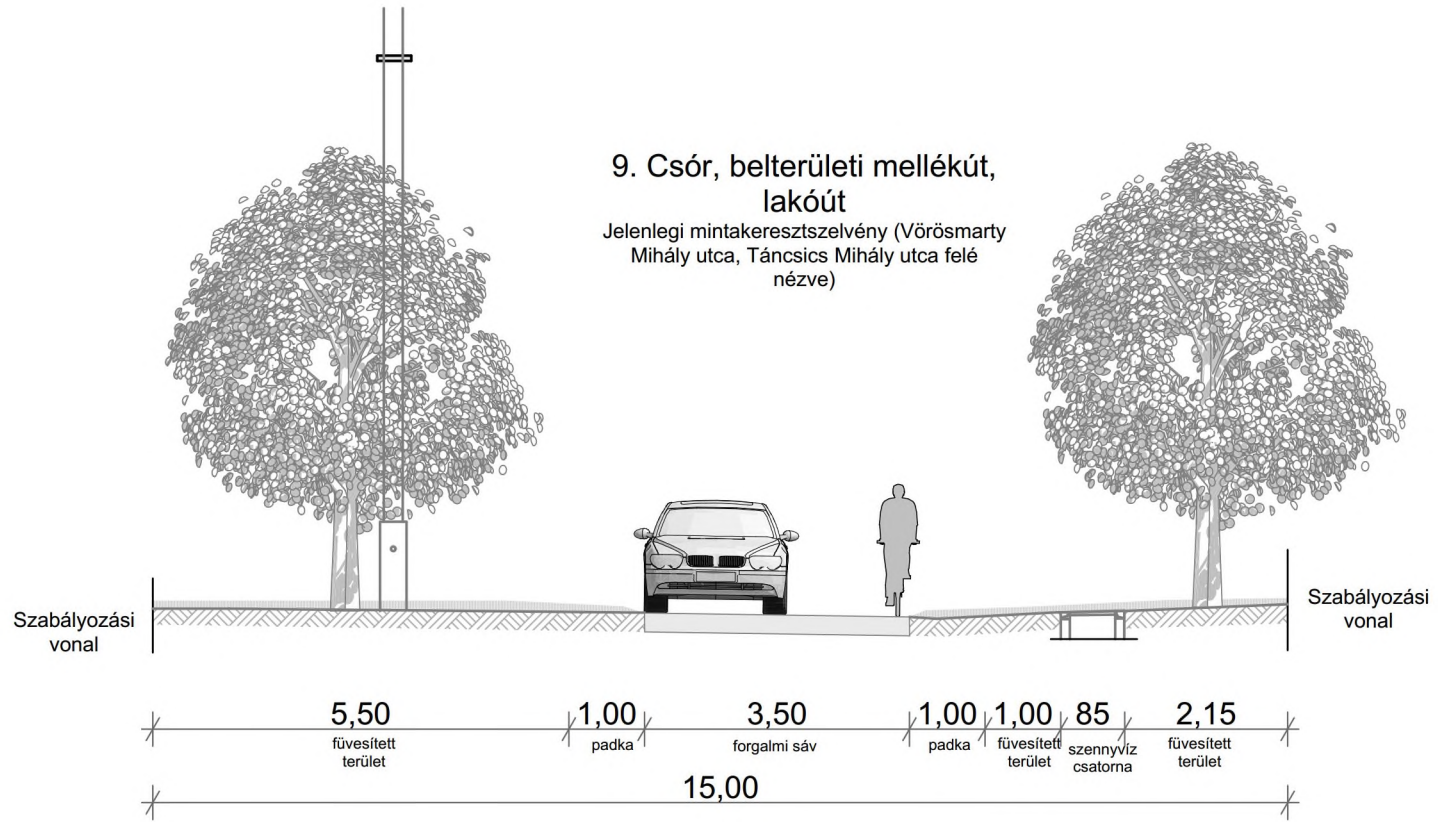 9. Csór, belterületi mellékút,
lakóút
Jelenlegi mintakeresztszelvény (Vörösmarty
Mihály utca, Táncsics Mihály utca felé
nézve)
Szabályozási
vonal
Szabályozási
vonal
5,50
füvesített
terület
1,00
padka
3,50
forgalmi sáv
1,00
padka
1,00
füvesített
terület
85
szennyvíz
csatorna
2,15
füvesített
terület
15,00